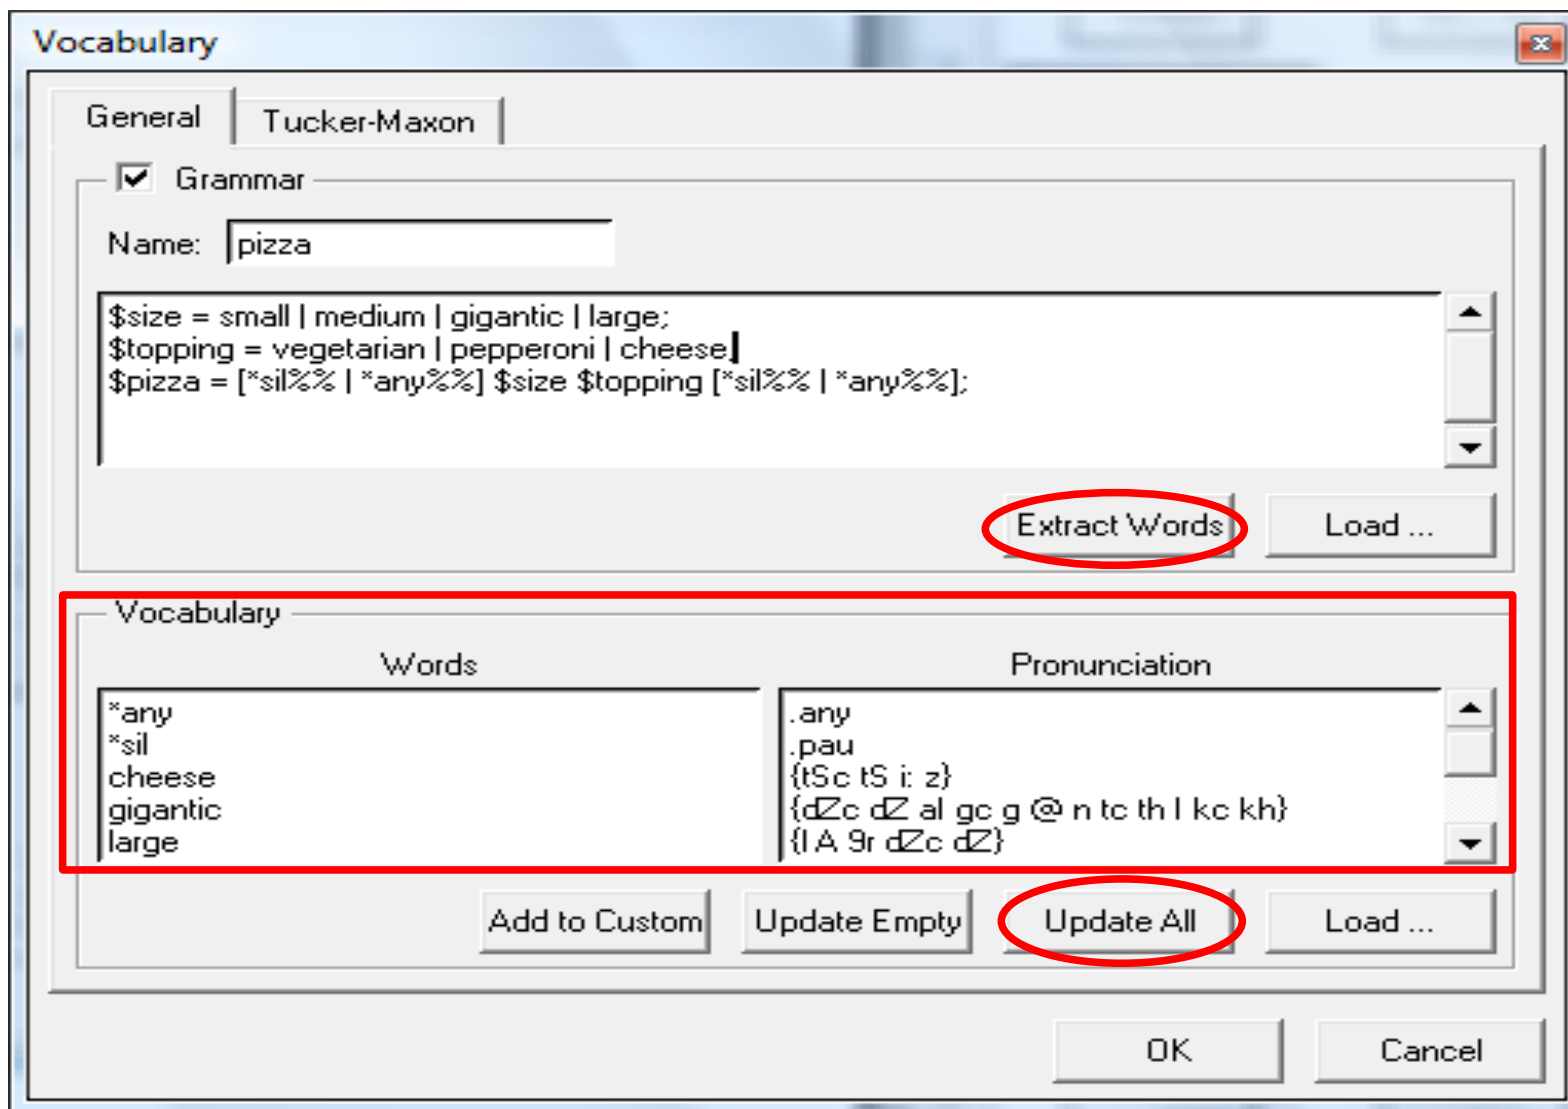 Vocabulary
General
Tucker-Maxon
Grammar
Name: pizza
$size = small | medium | gigantic | large;
$topping = vegetarian | pepperoni | cheese;
$pizza = [*sil%% | *any%%] $size $topping [*sil%% | *any%%];
Extract Words
Load ...
Vocabulary
Words
Pronunciation
*any
*sil
cheese
gigantic
large
.any
.pau
{tSc tS i: z}
{dZc dZ aI gc g @ n tc th I kc kh}
{l A 9r dZc dZ}
Add to Custom
Update Empty
Update All
Load ...
OK
Cancel